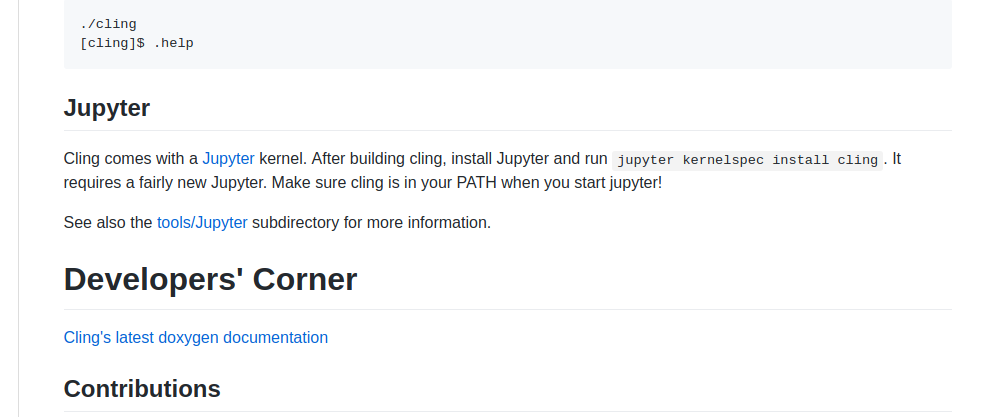 ./cling
[cling]$ .help
Jupyter
Cling comes with a Jupyter kernel. After building cling, install Jupyter and run jupyter kernelspec install cling . It
requires a fairly new Jupyter. Make sure cling is in your PATH when you start jupyter!
See also the tools/Jupyter subdirectory for more information.
Developers' Corner
Cling's latest doxygen documentation
Contributions